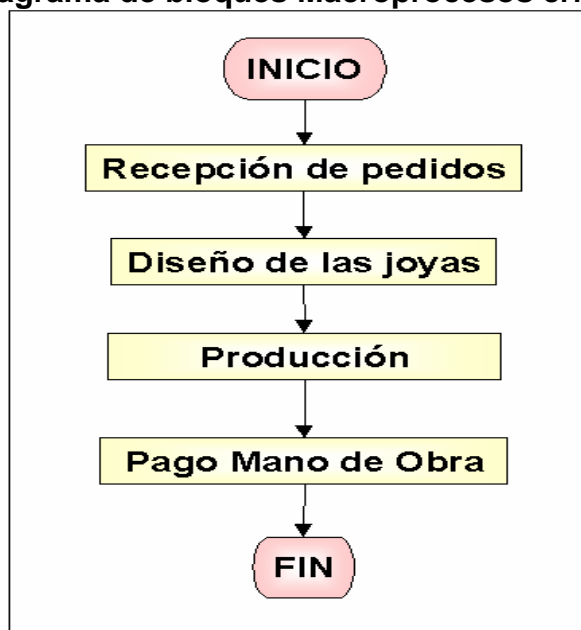 de bloques Macroprocesos
INICIO
Recepción de pedidos
Diseño de las joyas
Producción
Pago Mano de Obra
FIN